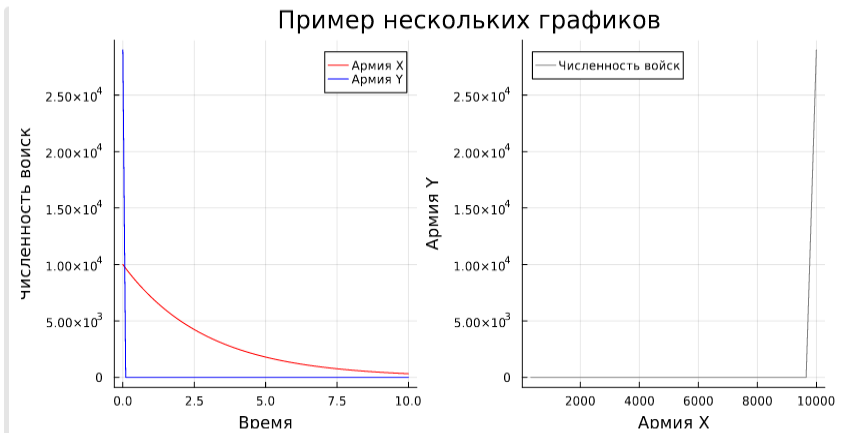 Пример нескольких графиков
Численность войск
2.50×10⁴
2.00×10⁴
1.50×10⁴
1.00×10⁴
5.00×10³
0
Армия X
Армия Y
0.0 2.5 5.0 7.5 10.0
Время
Армия Y
2.50×10⁴
2.00×10⁴
1.50×10⁴
1.00×10⁴
5.00×10³
0
Численность войск
2000 4000 6000 8000 10000
Армия X